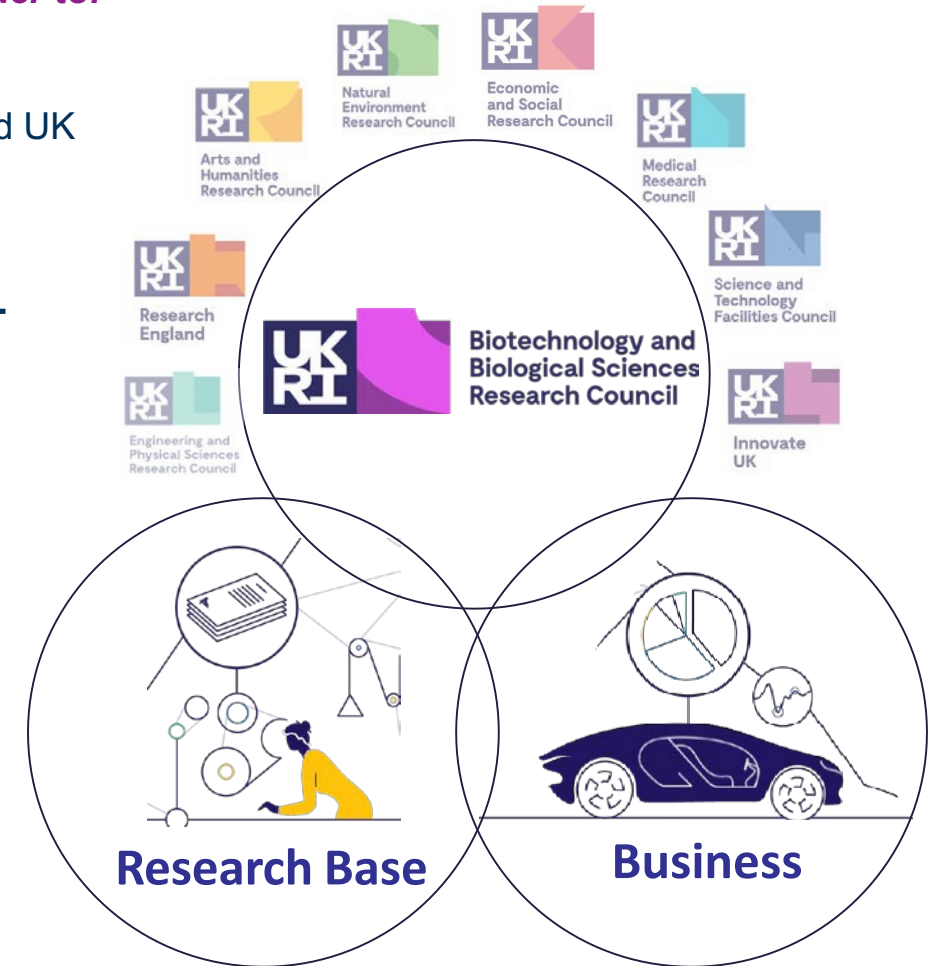 d UK
UK
RI
Natural
Environment
Research Council
UK
RI
Economic
and Social
Research Council
UK
RI
Arts and
Humanities
Research Council
UK
RI
Medical
Research
Council
UK
RI
Science and
Technology
Facilities Council
UK
RI
Research
England
UK
RI
Biotechnology and
Biological Sciences
Research Council
UK
RI
Innovate
UK
UK
RI
Engineering and
Physical Sciences
Research Council
Research Base
Business